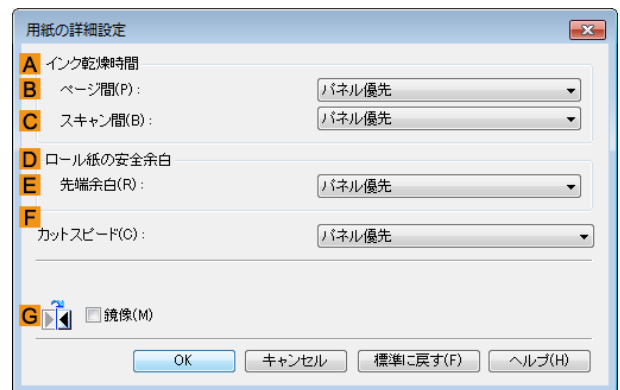 用紙の詳細設定
A インク乾燥時間
B ページ間(P): パネル優先
C スキャン間(B): パネル優先
D ロール紙の安全余白
E 先端余白(R): パネル優先
F
カットスピード(C): パネル優先
G 鏡像(M)
OK キャンセル 標準に戻す(F) ヘルプ(H)